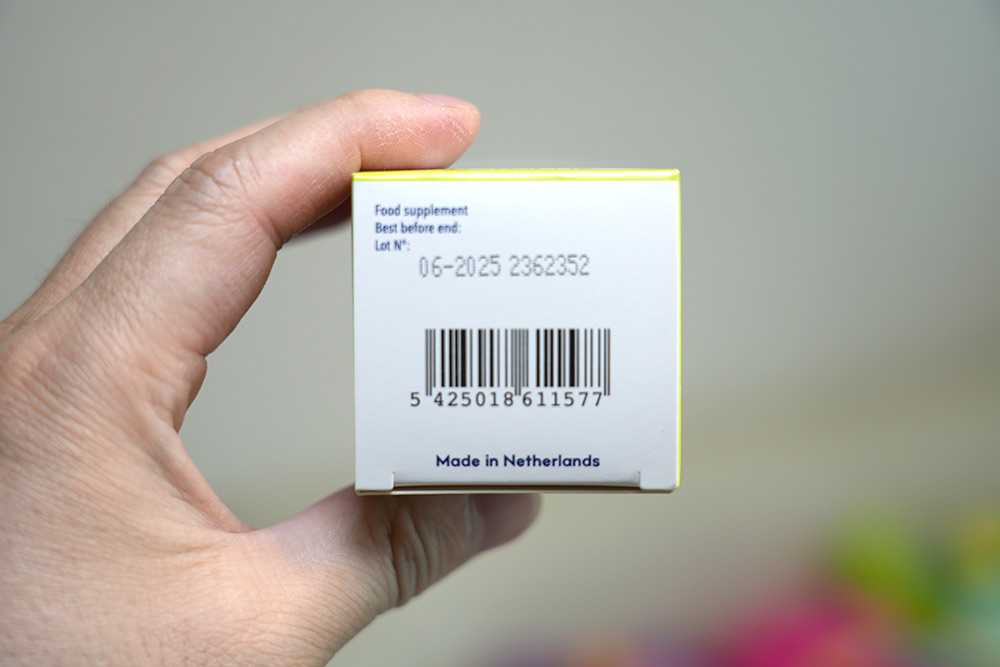 Food supplement
Best before end:
Lot N°:
06-2025 2362352
5 425018 611577
Made in Netherlands